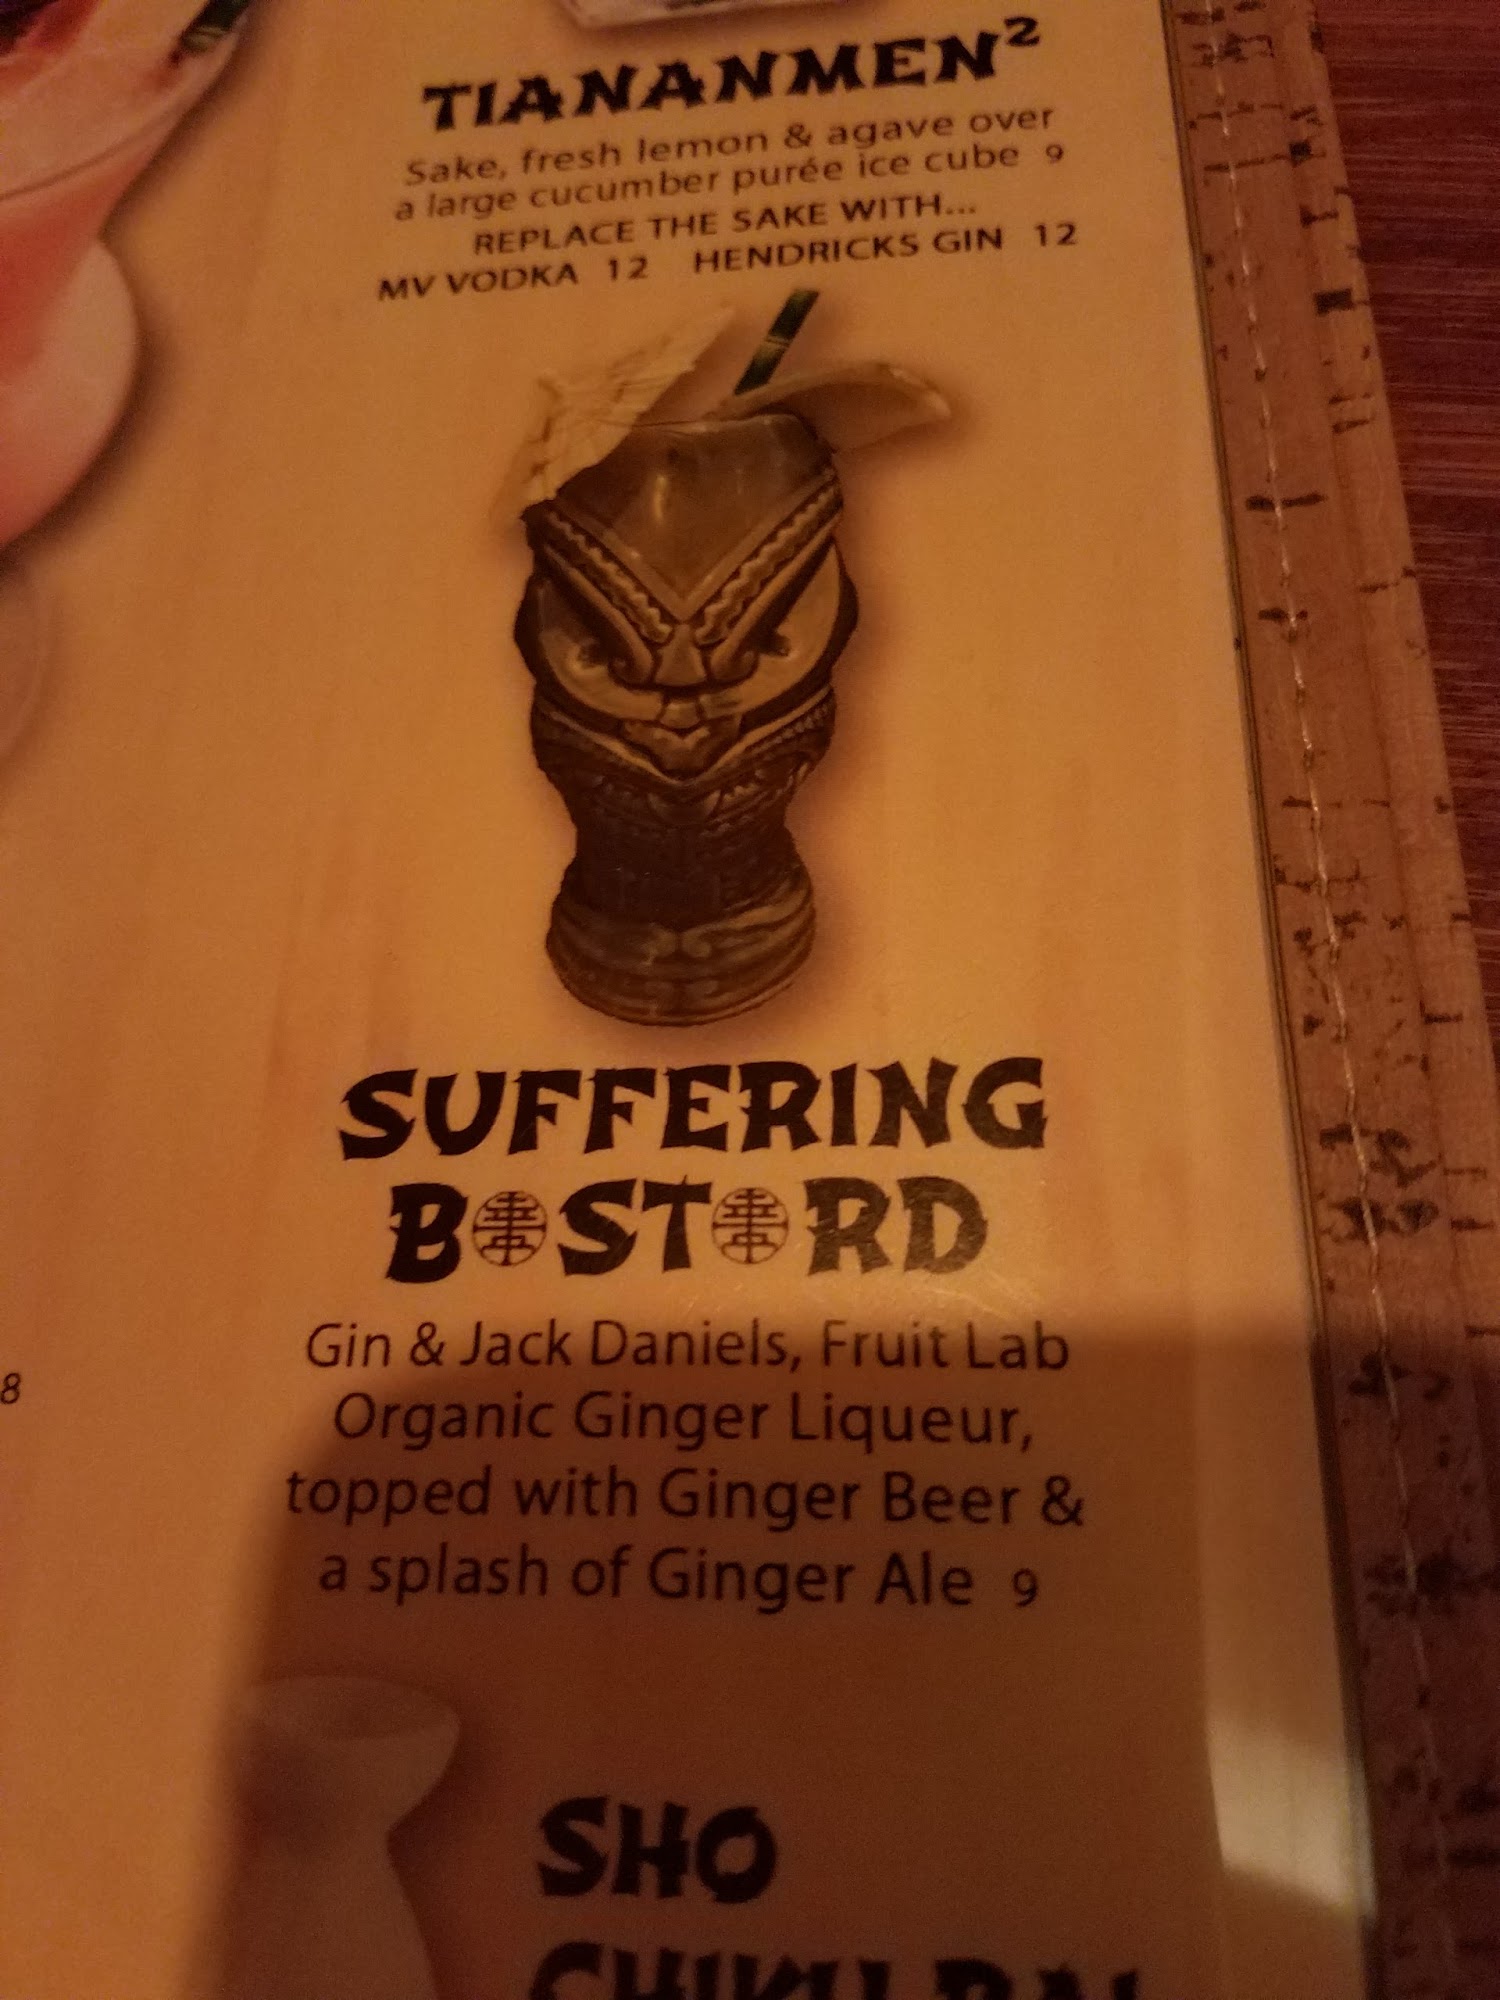 TIANANMEN²
Sake, fresh lemon & agave over
a large cucumber purée ice cube 9
REPLACE THE SAKE WITH...
MV VODKA 12 HENDRICKS GIN 12
SUFFERING
B STRD
Gin & Jack Daniels, Fruit Lab
Organic Ginger Liqueur,
topped with Ginger Beer &
a splash of Ginger Ale 9
8
SHO